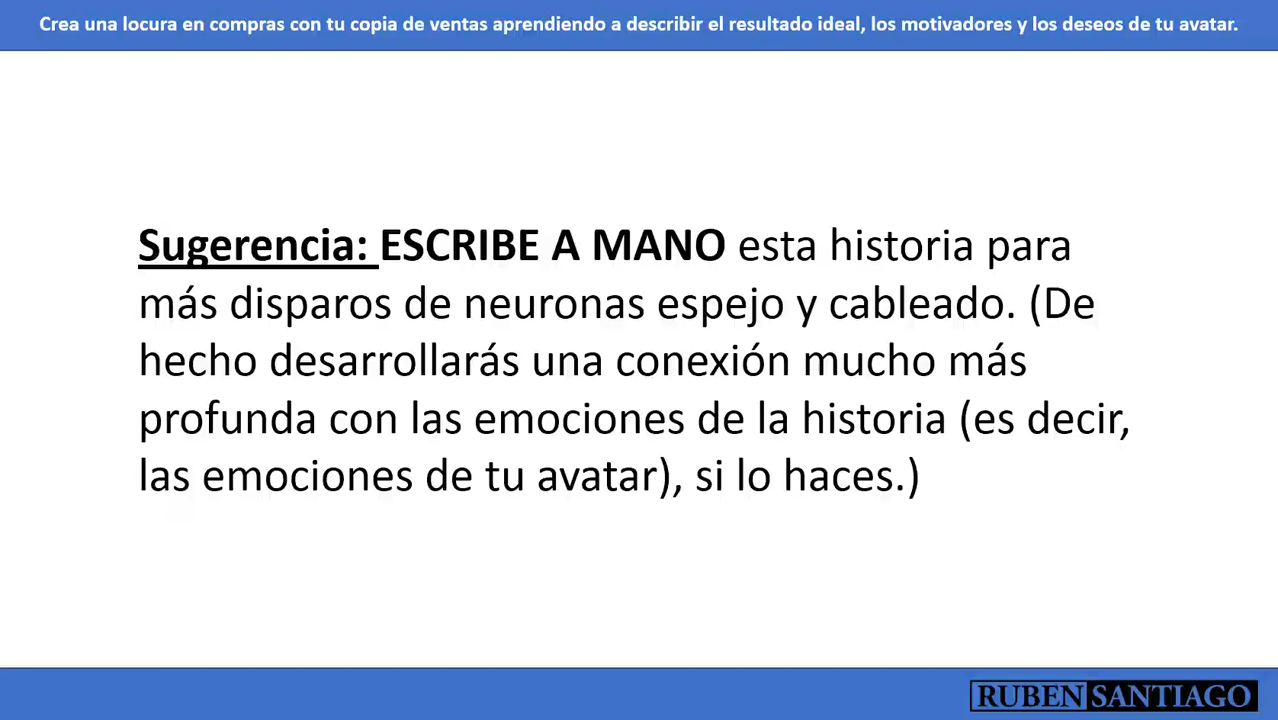 Crea una locura en compras con tu copia de ventas aprendiendo a describir el resultado ideal, los motivadores y los deseos de tu avatar.
Sugerencia: ESCRIBE A MANO esta historia para
más disparos de neuronas espejo y cableado. (De
hecho desarrollarás una conexión mucho más
profunda con las emociones de la historia (es decir,
las emociones de tu avatar), si lo haces.)
RUBEN SANTIAGO